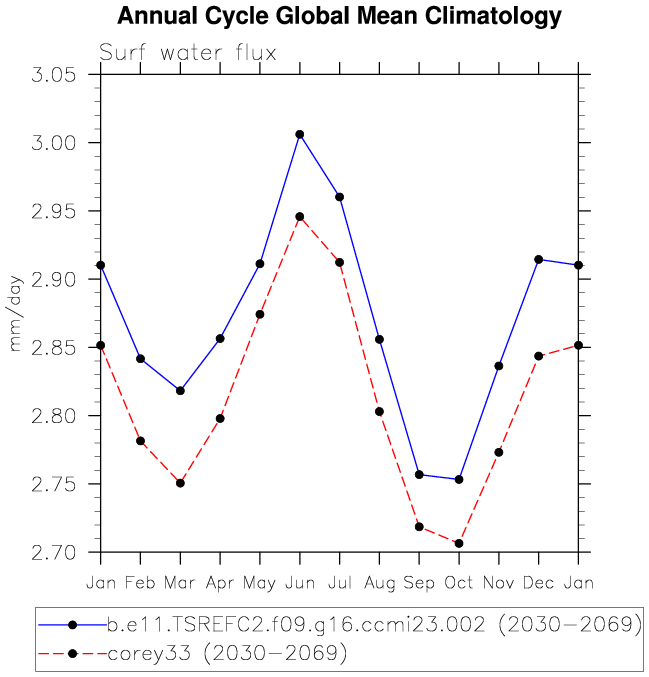 Annual Cycle Global Mean Climatology
Surf water flux
3.05
3.00
2.95
2.90
2.85
2.80
2.75
2.70
mm/day
Jan Feb Mar Apr May Jun Jul Aug Sep Oct Nov Dec Jan
b.e11.TSREFC2.f09.g16.ccmi23.002 (2030-2069)
corey33 (2030-2069)